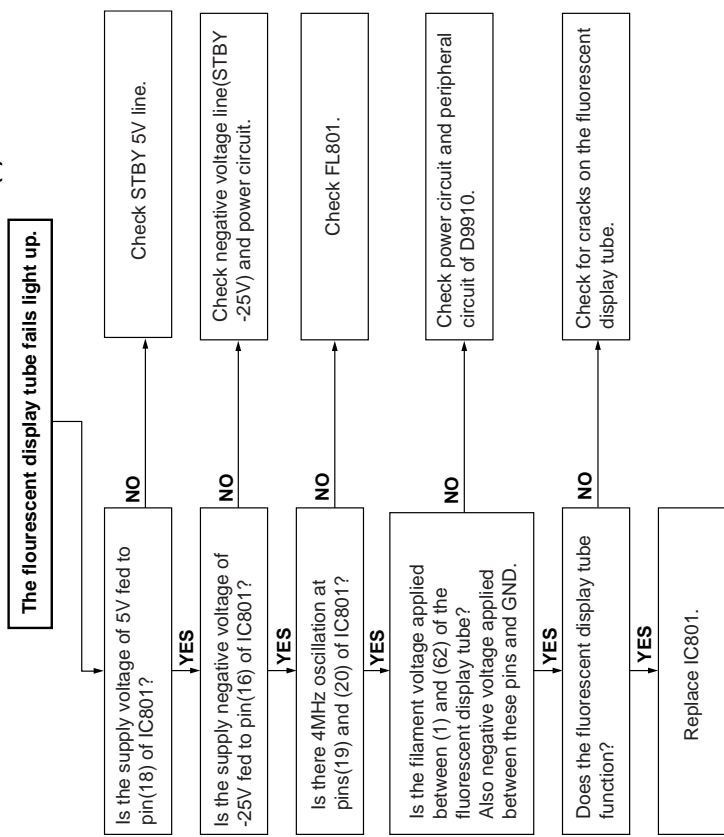 The flourescent display tube fails light up.
Is the supply voltage of 5V fed to
pin(18) of IC801?
NO
Check STBY 5V line.
YES
Is the supply negative voltage of
-25V fed to pin(16) of IC801?
NO
Check negative voltage line(STBY
-25V) and power circuit.
YES
Is there 4MHz oscillation at
pins(19) and (20) of IC801?
NO
Check FL801.
YES
Is the filament voltage applied
between (1) and (62) of the
fluorescent display tube?
Also negative voltage applied
between these pins and GND.
NO
Check power circuit and peripheral
circuit of D9910.
YES
Does the fluorescent display tube
function?
NO
Check for cracks on the fluorescent
display tube.
YES
Replace IC801.